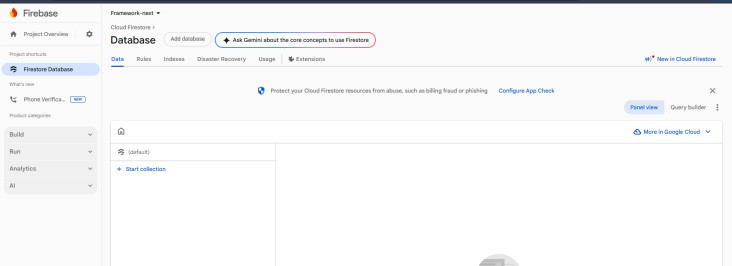 Firebase
Framework-next
Project Overview
Cloud Firestore
Database
Add database
Ask Gemini about the core concepts to use Firestore
Project shortcuts
Data Rules Indexes Disaster Recovery Usage Extensions
New in Cloud Firestore
Firestore Database
What's new
Phone Verifica... NEW
Protect your Cloud Firestore resources from abuse, such as billing fraud or phishing Configure App Check
Panel view Query builder
Product categories
Build
Run
Analytics
AI
More in Google Cloud
(default)
+ Start collection